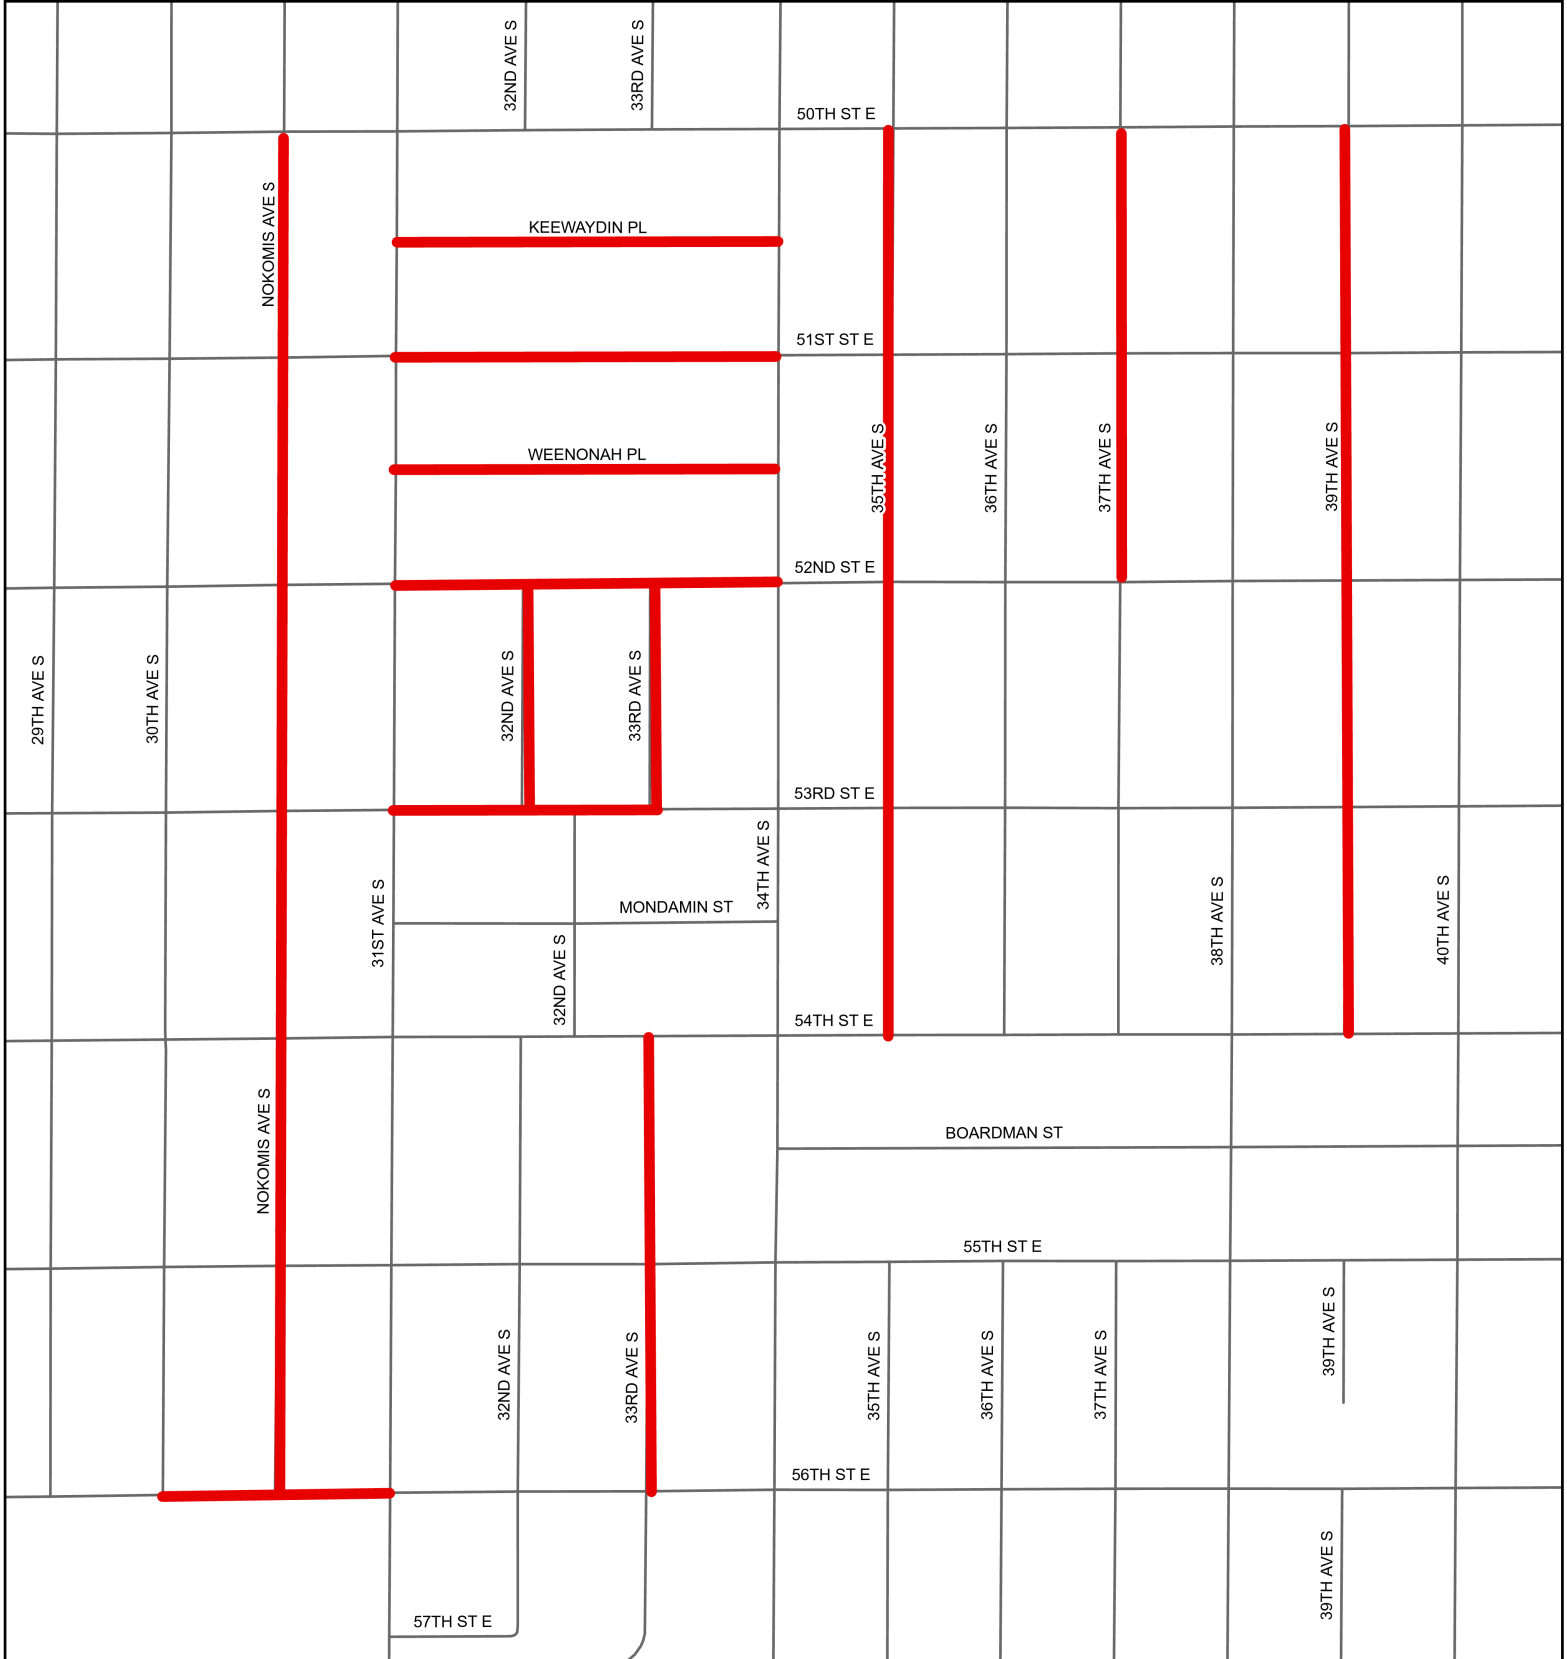 32ND AVE S
33RD AVE S
50TH ST E
NOKOMIS AVE S
KEEWAYDIN PL
51ST ST E
WEENONAH PL
35TH AVE S
36TH AVE S
37TH AVE S
39TH AVE S
52ND ST E
29TH AVE S
30TH AVE S
32ND AVE S
33RD AVE S
53RD ST E
34TH AVE S
31ST AVE S
MONDAMIN ST
38TH AVE S
40TH AVE S
32ND AVE S
54TH ST E
NOKOMIS AVE S
BOARDMAN ST
55TH ST E
39TH AVE S
32ND AVE S
33RD AVE S
35TH AVE S
36TH AVE S
37TH AVE S
56TH ST E
39TH AVE S
57TH ST E